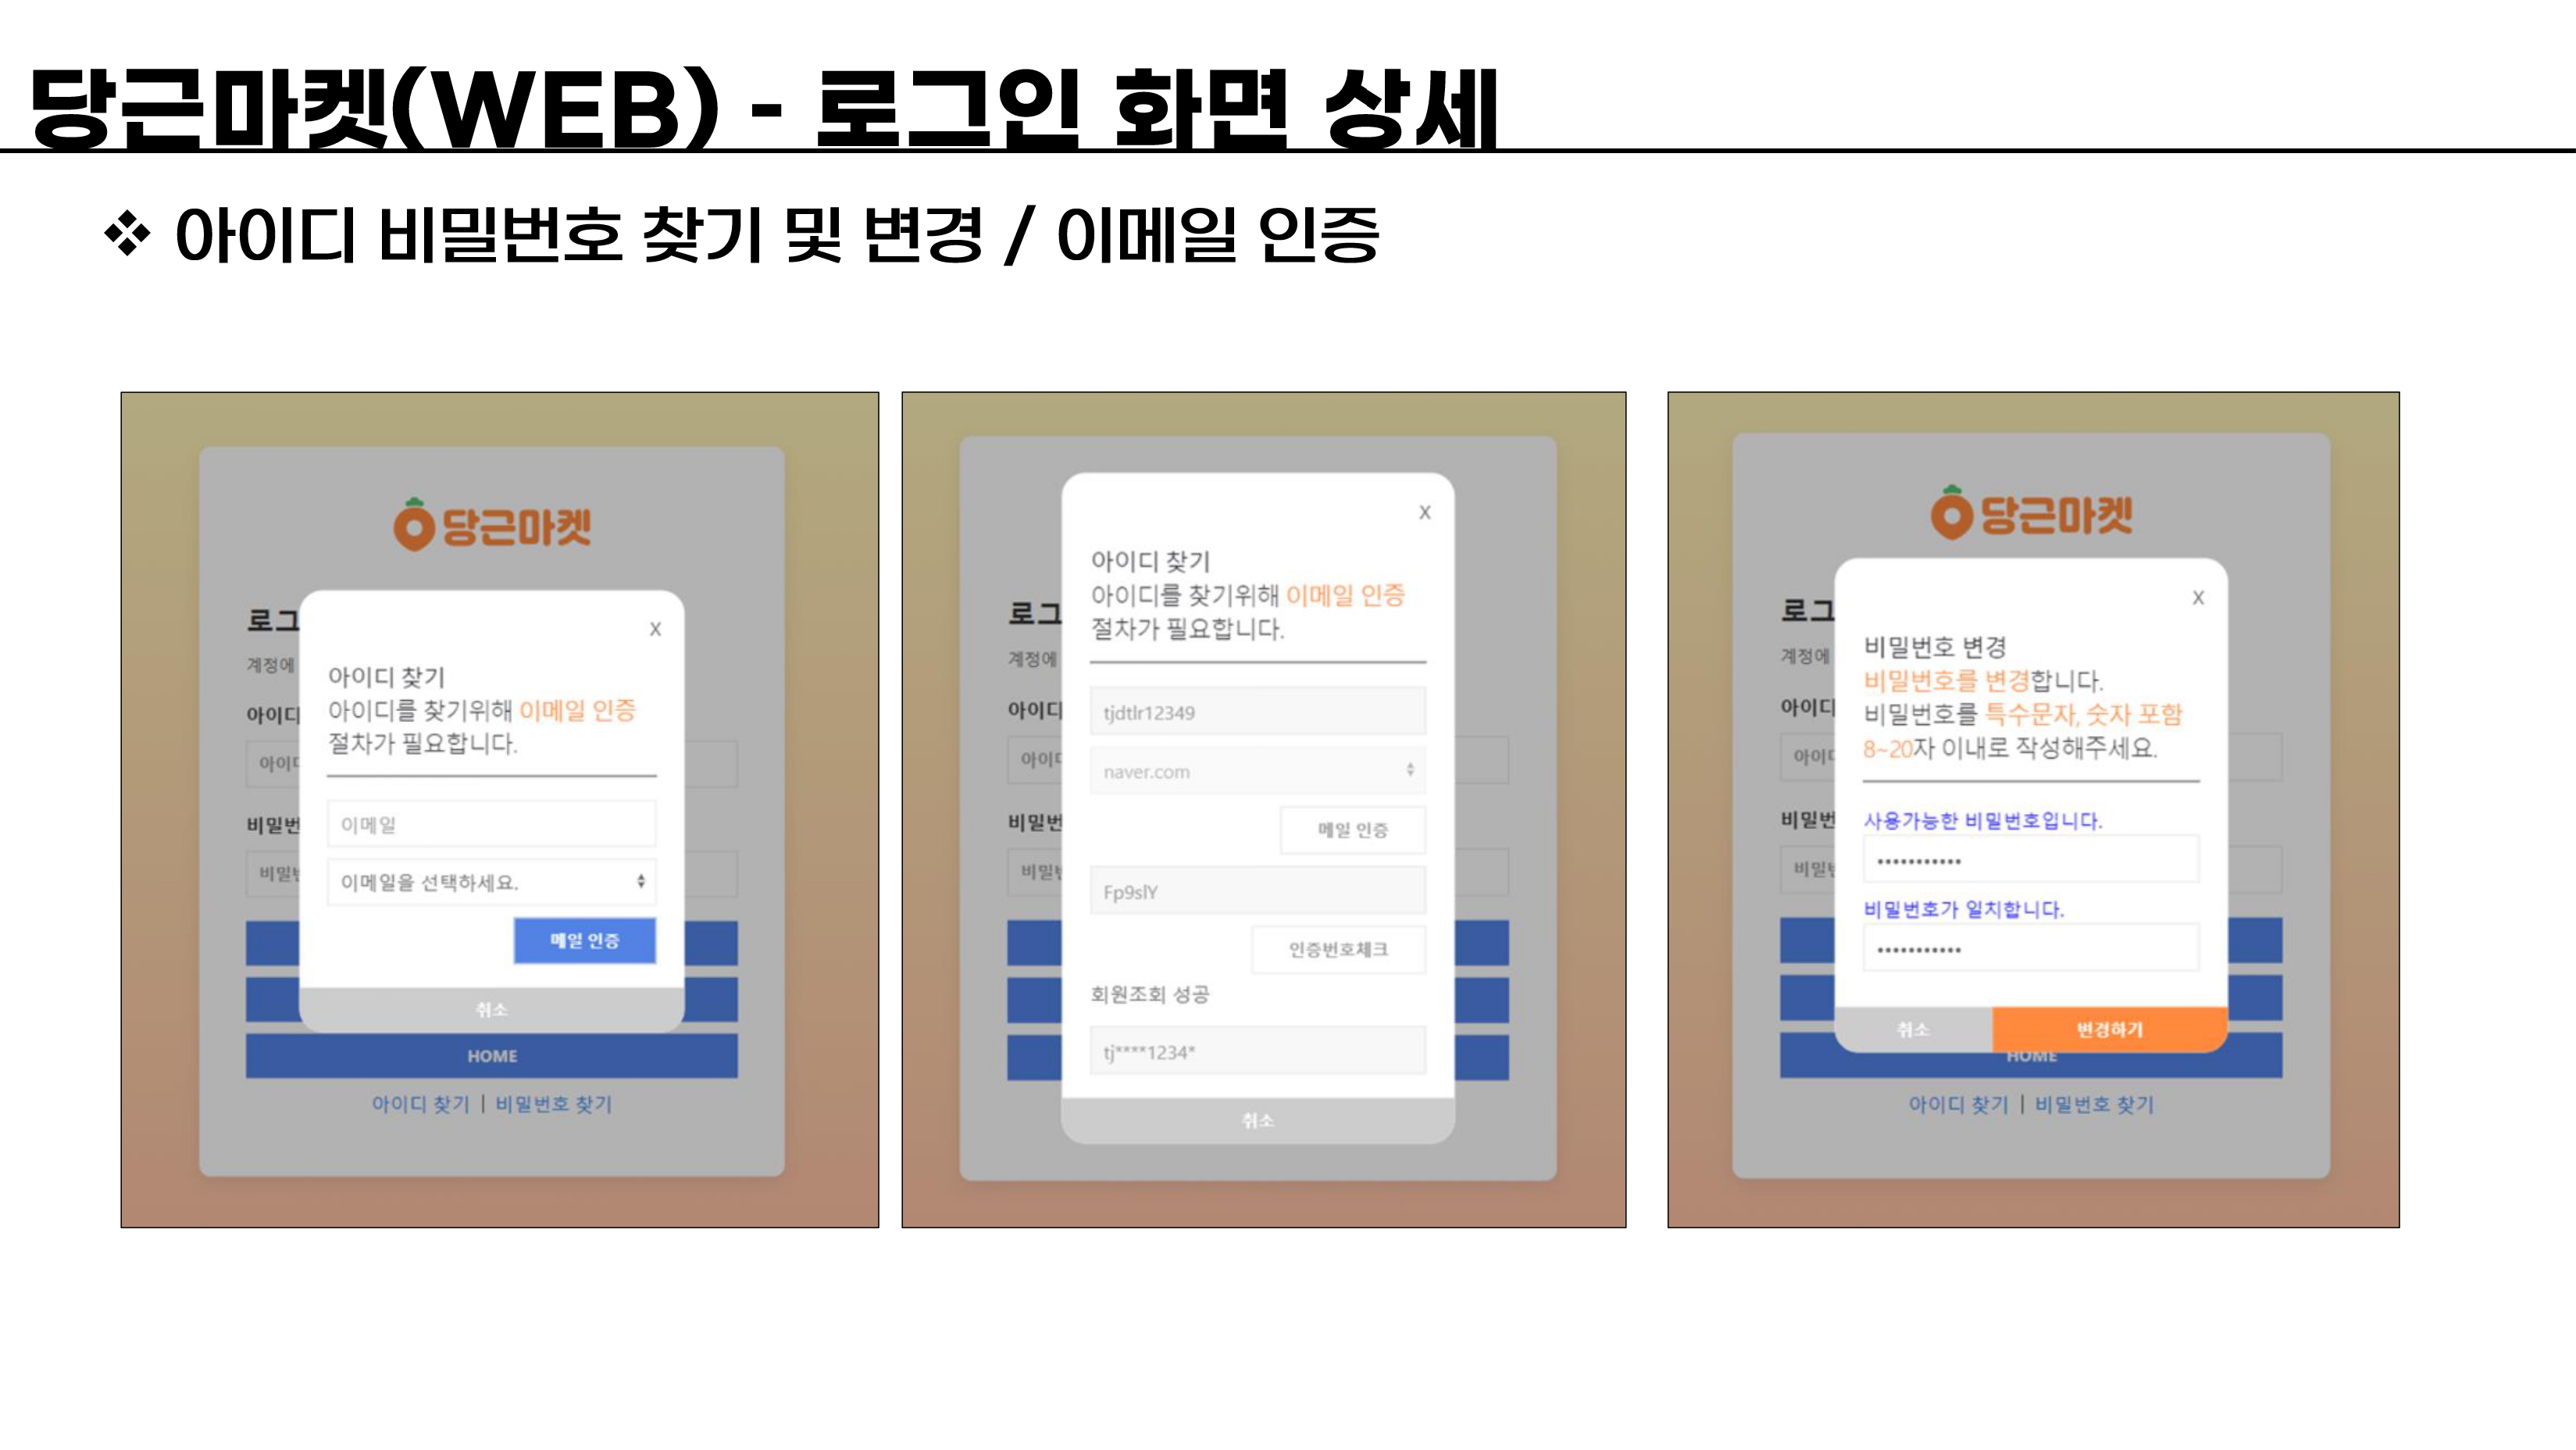 당근마켓(WEB) - 로그인 화면 상세
❖ 아이디 비밀번호 찾기 및 변경 / 이메일 인증
당근마켓
로그
계정에
아이디
아이디
비밀번
비밀번
X
아이디 찾기
아이디를 찾기위해 이메일 인증
절차가 필요합니다.
이메일
이메일을 선택하세요.
메일 인증
취소
HOME
아이디 찾기 | 비밀번호 찾기
로그
계정에
아이디
아이디
비밀번
비밀번
X
아이디 찾기
아이디를 찾기위해 이메일 인증
절차가 필요합니다.
tjdtlr12349
naver.com
메일 인증
Fp9slY
인증번호체크
회원조회 성공
tj****1234*
취소
당근마켓
로그
계정에
아이디
아이디
비밀번
비밀번
X
비밀번호 변경
비밀번호를 변경합니다.
비밀번호를 특수문자, 숫자 포함
8~20자 이내로 작성해주세요.
사용가능한 비밀번호입니다.
•••••••••••
비밀번호가 일치합니다.
•••••••••••
취소
변경하기
HOME
아이디 찾기 | 비밀번호 찾기